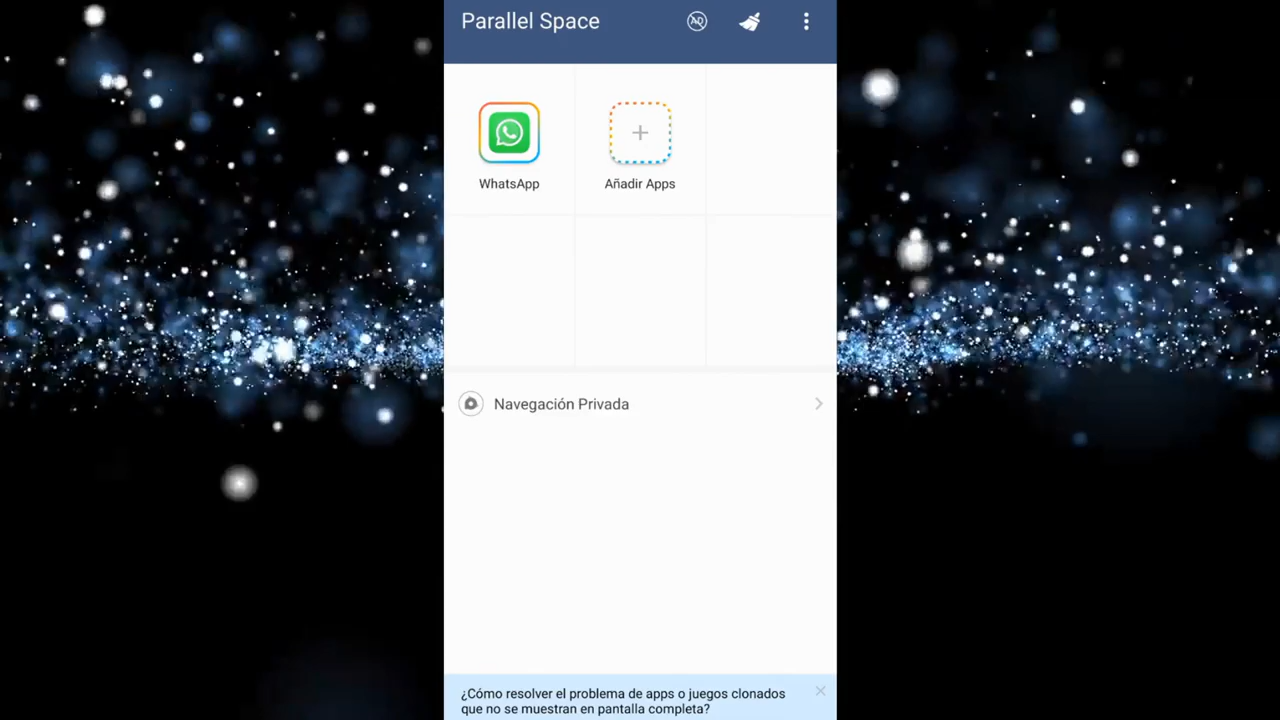 Parallel Space
AD
WhatsApp
Añadir Apps
Navegación Privada
¿Cómo resolver el problema de apps o juegos clonados
que no se muestran en pantalla completa?